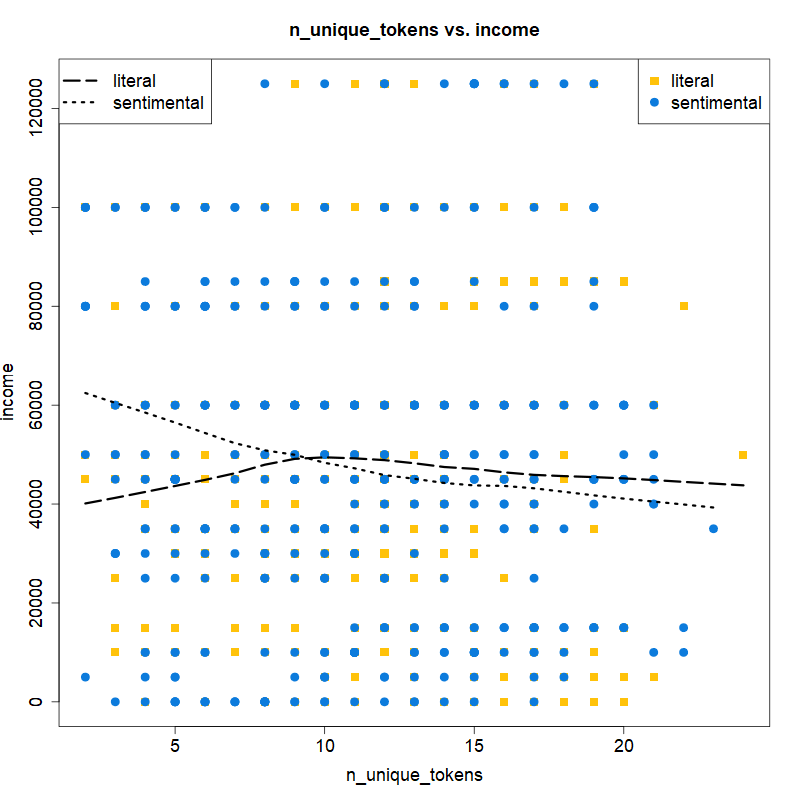 n_unique_tokens vs. income
literal
sentimental
literal
sentimental
income
120000
100000
80000
60000
40000
20000
0
5
10
15
20
n_unique_tokens